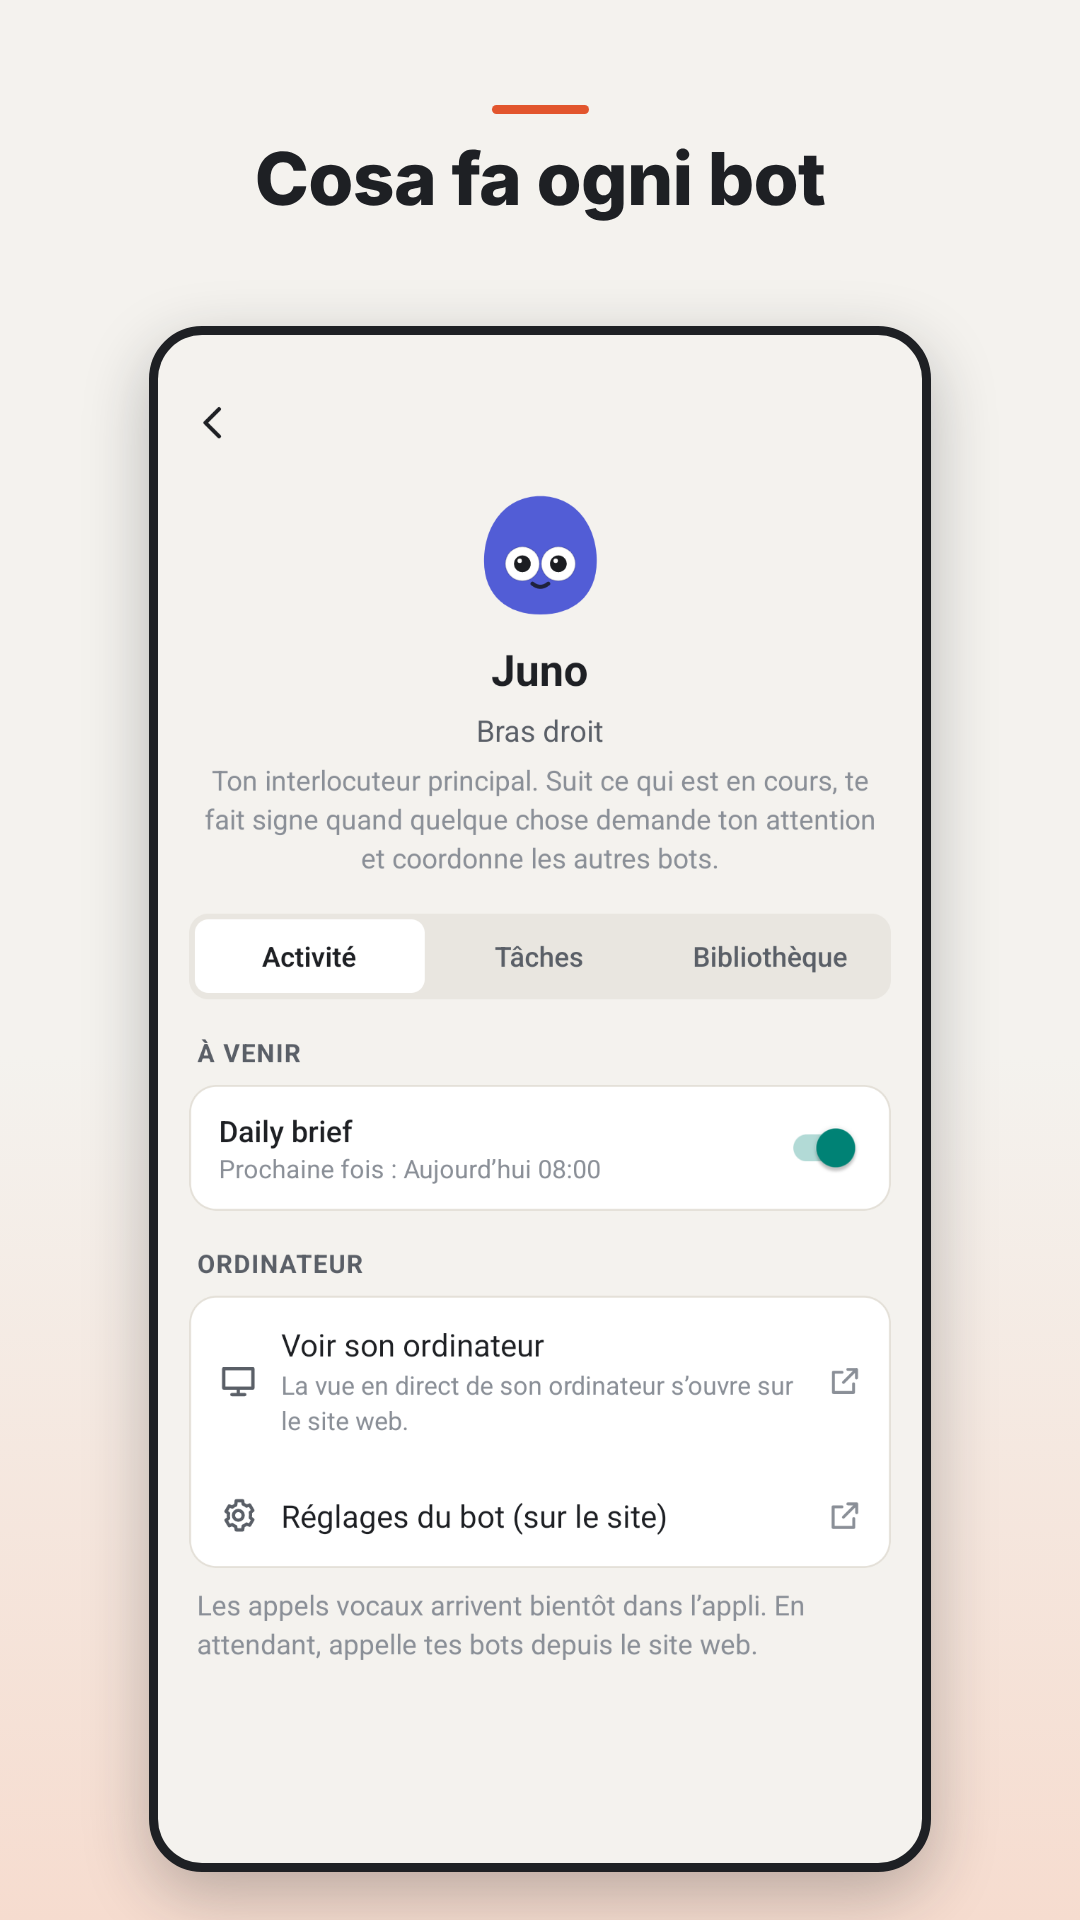 Cosa fa ogni bot
Juno
Bras droit
Ton interlocuteur principal. Suit ce qui est en cours, te
fait signe quand quelque chose demande ton attention
et coordonne les autres bots.
Activité
Tâches
Bibliothèque
À VENIR
Daily brief
Prochaine fois : Aujourd’hui 08:00
ORDINATEUR
Voir son ordinateur
La vue en direct de son ordinateur s’ouvre sur
le site web.
Réglages du bot (sur le site)
Les appels vocaux arrivent bientôt dans l’appli. En
attendant, appelle tes bots depuis le site web.